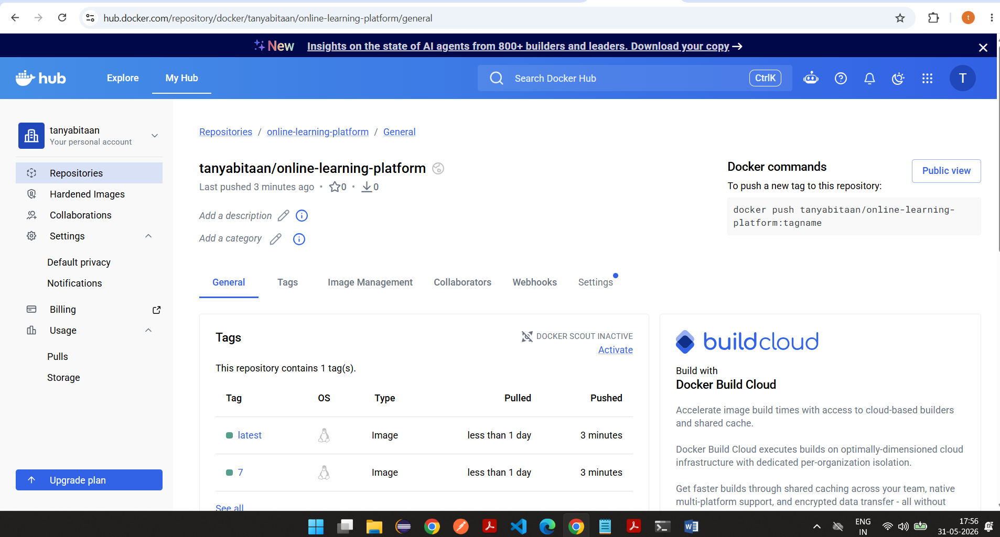 hub.docker.com/repository/docker/tanyabitaan/online-learning-platform/general
t
New Insights on the state of AI agents from 800+ builders and leaders. Download your copy →
hub
Explore
My Hub
Search Docker Hub
CtrlK
T
tanyabitaan
Your personal account
Repositories
Hardened Images
Collaborations
Settings
Default privacy
Notifications
Billing
Usage
Pulls
Storage
Upgrade plan
Repositories / online-learning-platform / General
tanyabitaan/online-learning-platform
Last pushed 3 minutes ago • 0 • 0
Add a description
Add a category
Docker commands
Public view
To push a new tag to this repository:
docker push tanyabitaan/online-learning-
platform:tagname
General
Tags
Image Management
Collaborators
Webhooks
Settings
Tags
DOCKER SCOUT INACTIVE
Activate
This repository contains 1 tag(s).
Tag OS Type Pulled Pushed
latest Image less than 1 day 3 minutes
7 Image less than 1 day 3 minutes
See all
buildcloud
Build with
Docker Build Cloud
Accelerate image build times with access to cloud-based builders
and shared cache.
Docker Build Cloud executes builds on optimally-dimensioned cloud
infrastructure with dedicated per-organization isolation.
Get faster builds through shared caching across your team, native
multi-platform support, and encrypted data transfer - all without
ENG
IN
17:56
31-05-2026